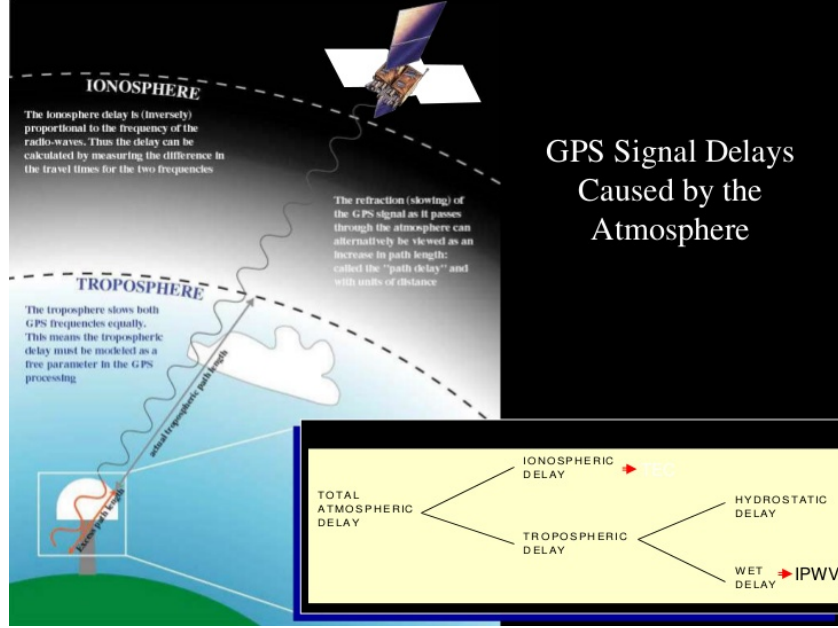 IONOSPHERE
The ionosphere delay is (inversely)
proportional to the frequency of the
radio-waves. Thus the delay can be
calculated by measuring the difference in
the travel times for the two frequencies
GPS Signal Delays
Caused by the
Atmosphere
The refraction (slowing) of
the GPS signal as it passes
through the atmosphere can
alternatively be viewed as an
increase in path length:
called the "path delay" and
with units of distance
TROPOSPHERE
The troposphere slows both
GPS frequencies equally.
This means the tropospheric
delay must be modeled as a
free parameter in the GPS
processing
actual tropospheric path length
Excess path length
TOTAL
ATMOSPHERIC
DELAY
IONOSPHERIC
DELAY
TEC
TROPOSPHERIC
DELAY
HYDROSTATIC
DELAY
WET
DELAY
IPWV